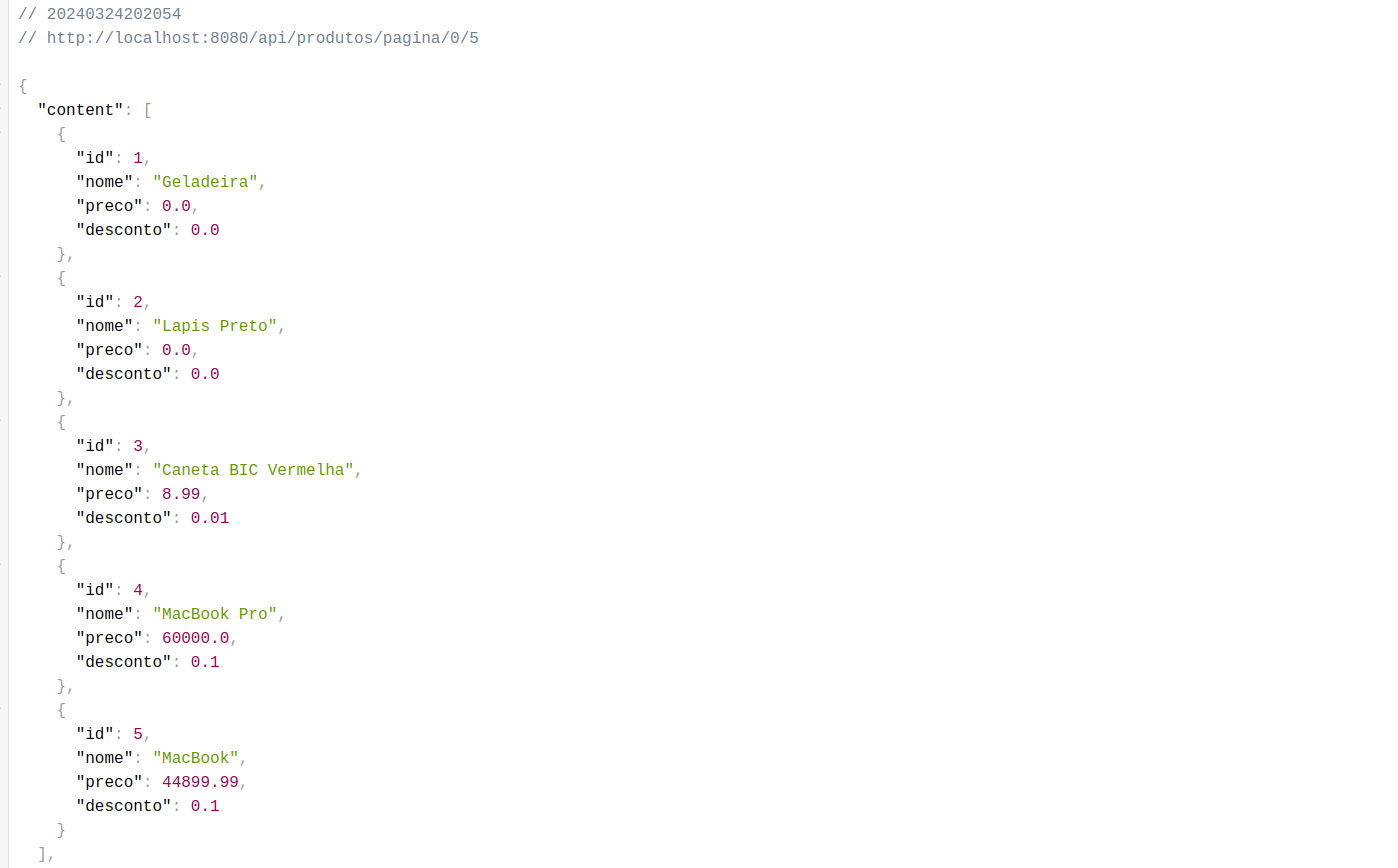 // 20240324202054
// http://localhost:8080/api/produtos/pagina/0/5
{
  "content": [
    {
      "id": 1,
      "nome": "Geladeira",
      "preco": 0.0,
      "desconto": 0.0
    },
    {
      "id": 2,
      "nome": "Lapis Preto",
      "preco": 0.0,
      "desconto": 0.0
    },
    {
      "id": 3,
      "nome": "Caneta BIC Vermelha",
      "preco": 8.99,
      "desconto": 0.01
    },
    {
      "id": 4,
      "nome": "MacBook Pro",
      "preco": 60000.0,
      "desconto": 0.1
    },
    {
      "id": 5,
      "nome": "MacBook",
      "preco": 44899.99,
      "desconto": 0.1
    }
  ],